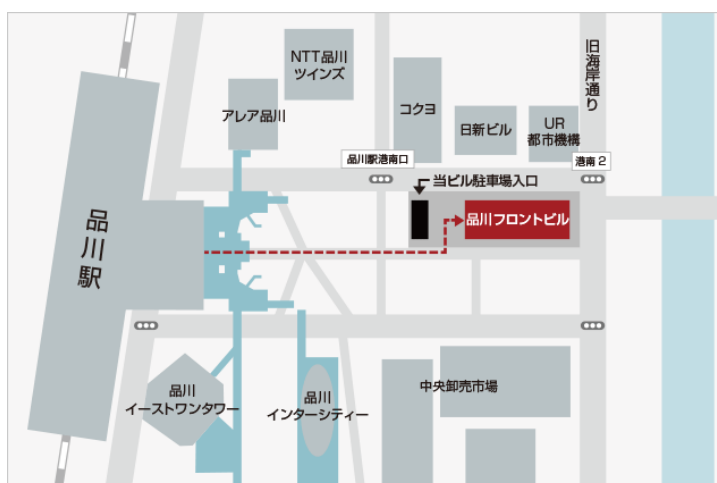 NTT品川
ツインズ
アレア品川
コクヨ
日新ビル
UR
都市機構
旧海岸通り
品川駅港南口
港南2
当ビル駐車場入口
品川フロントビル
品川駅
品川
イーストワンタワー
品川
インターシティー
中央卸売市場